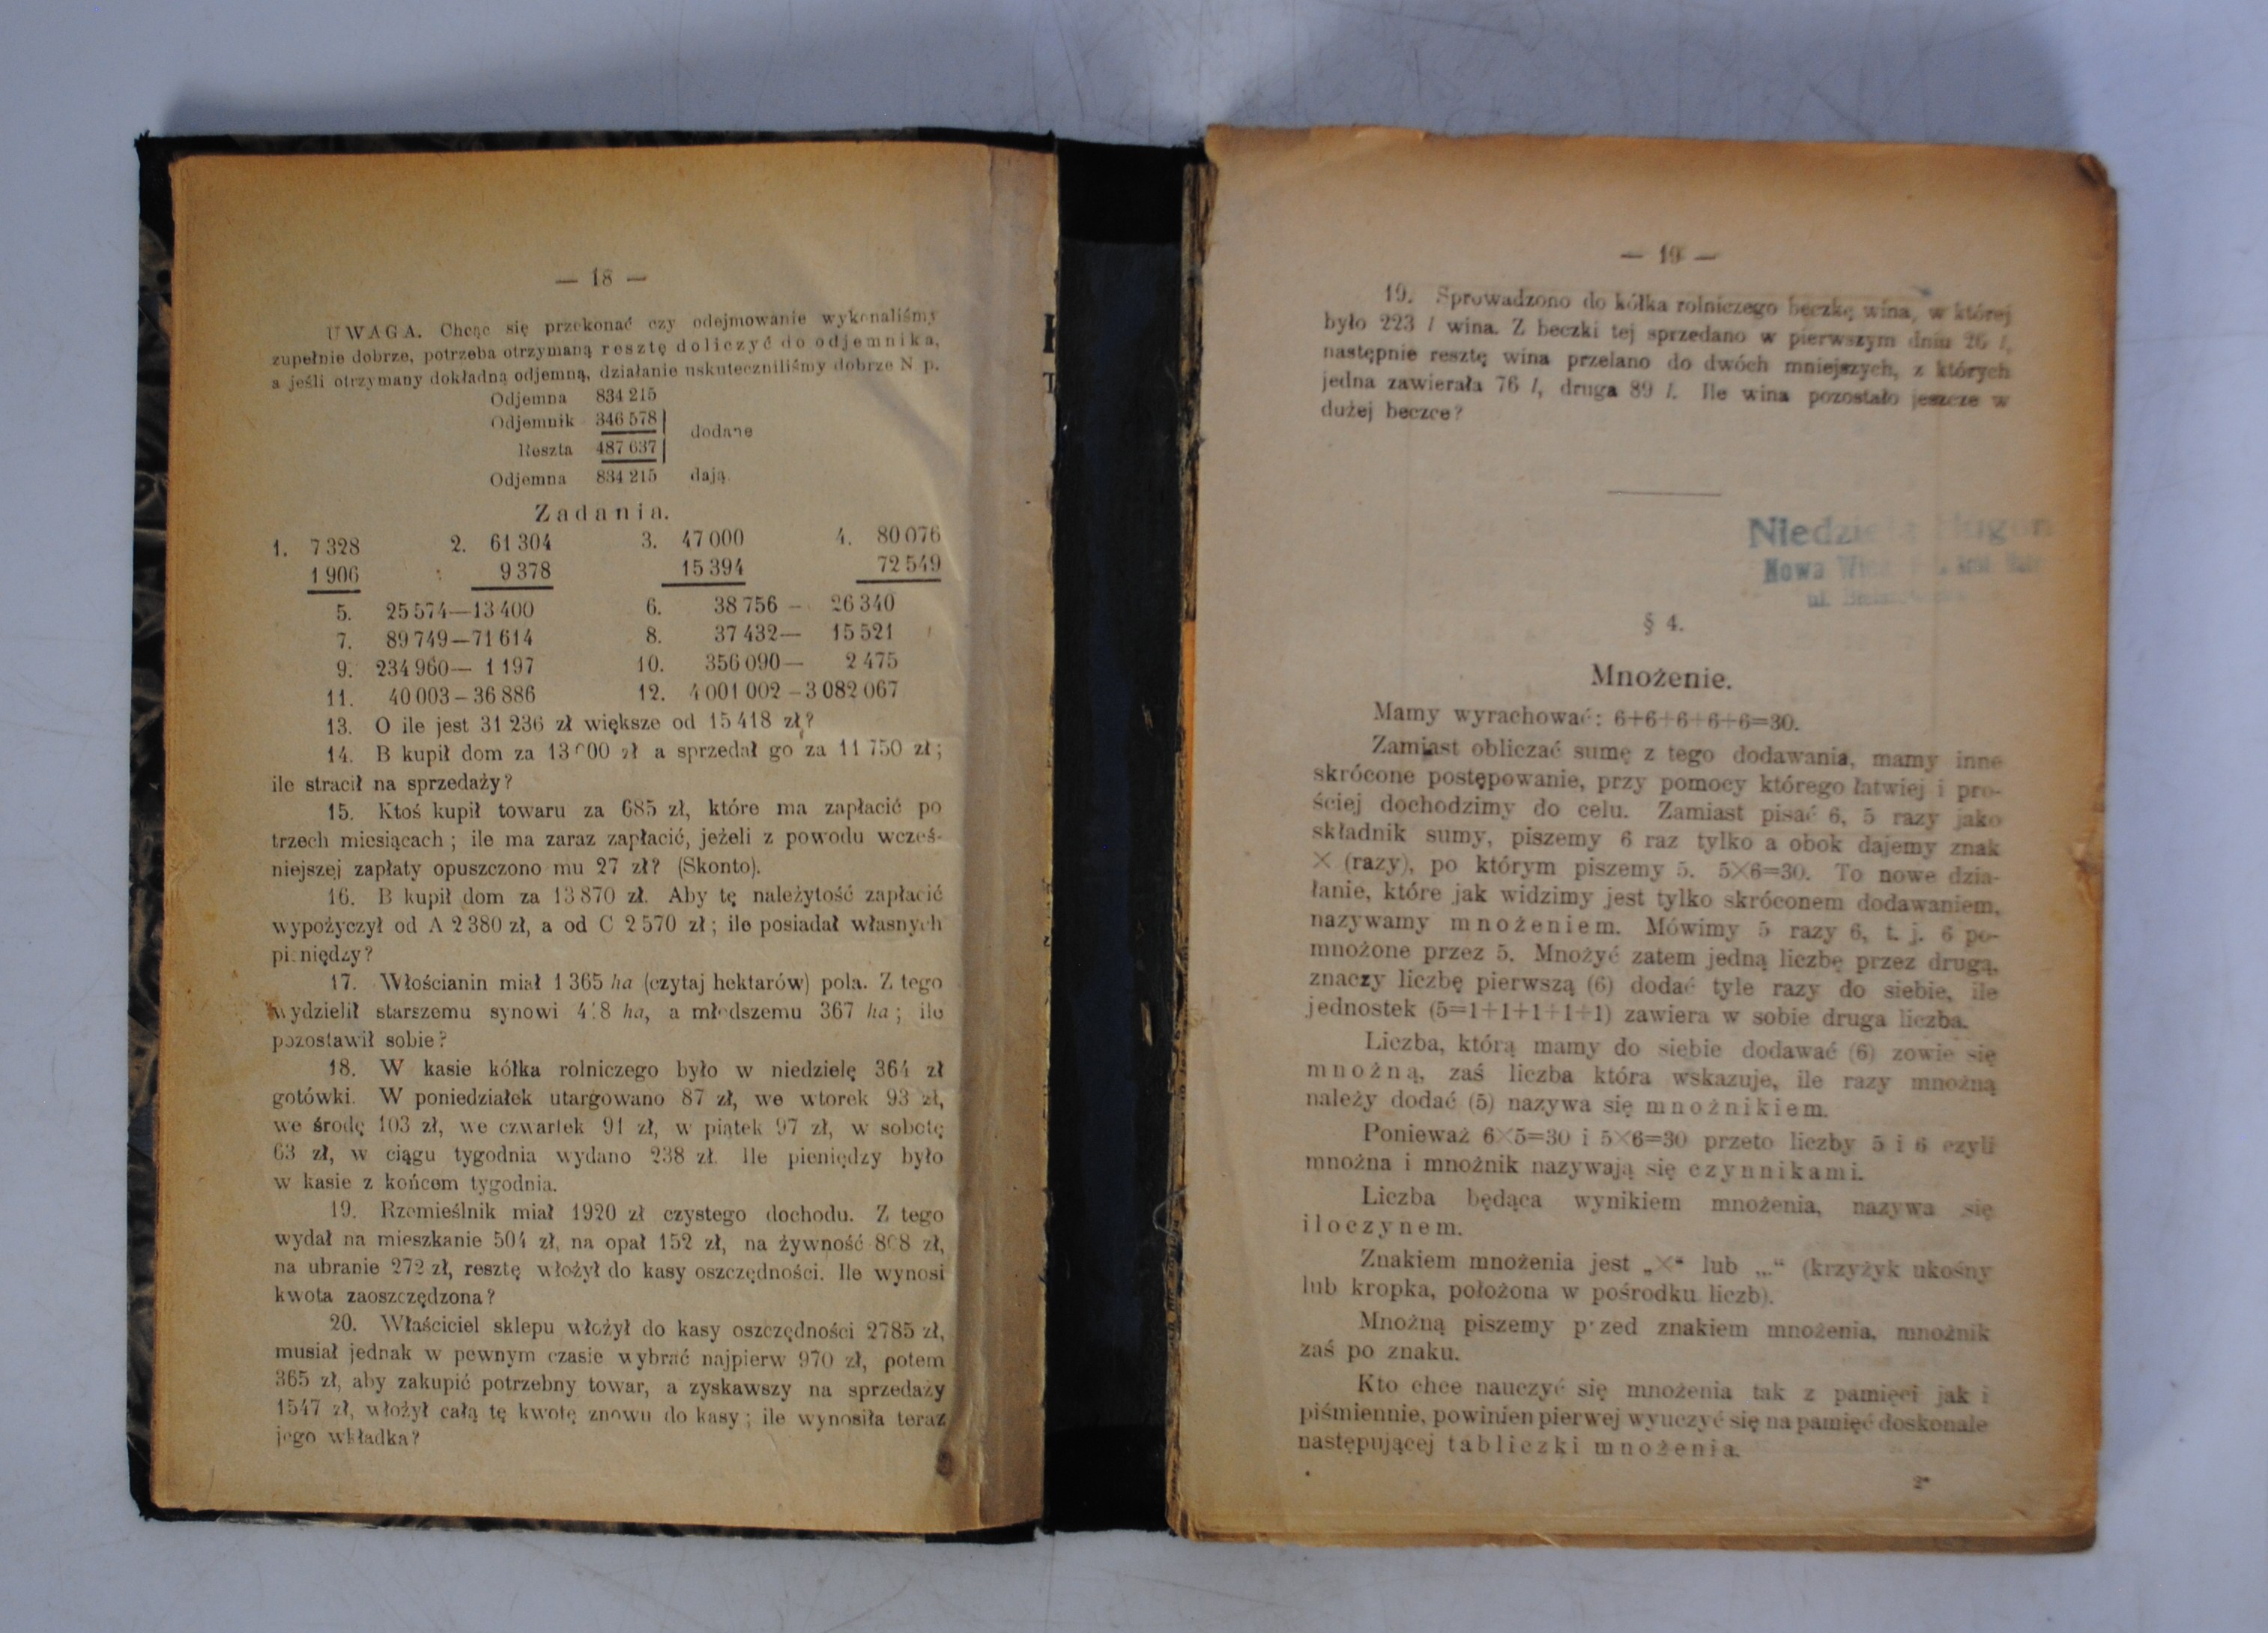 — 18 —
UWAGA. Chcąc się przekonać czy odejmowanie wykonaliśmy
zupełnie dobrze, potrzeba otrzymaną resztę doliczyć do odjemnika,
a jeśli otrzymany dokładną odjemną, działanie uskuteczniliśmy dobrze N p.
Odjemna 834 215
Odjemnik 346 578
dodane
Reszta 487 637
Odjemna 834 215 dają.
Zadania.
1. 7 328 2. 61 304 3. 47 000 4. 80 076
1 906 9 378 15 394 72 549
5. 25 574—13 400 6. 38 756 — 26 340
7. 89 749—71 614 8. 37 432— 15 521
9. 234 960— 1 197 10. 356 090— 2 475
11. 40 003—36 886 12. 4 001 002 —3 082 067
13. O ile jest 31 236 zł większe od 15 418 zł?
14. B kupił dom za 13 00 zł a sprzedał go za 11 750 zł;
ile stracił na sprzedaży?
15. Ktoś kupił towaru za 685 zł, które ma zapłacić po
trzech miesiącach; ile ma zaraz zapłacić, jeżeli z powodu wcześ-
niejszej zapłaty opuszczono mu 27 zł? (Skonto).
16. B kupił dom za 13 870 zł. Aby tę należytość zapłacić
wypożyczył od A 2 380 zł, a od C 2 570 zł; ile posiadał własnych
pieniędzy?
17. Włościanin miał 1 365 ha (czytaj hektarów) pola. Z tego
wydzielił starszemu synowi 4 8 ha, a młodszemu 367 ha; ile
pozostawił sobie?
18. W kasie kółka rolniczego było w niedzielę 364 zł
gotówki. W poniedziałek utargowano 87 zł, we wtorek 93 zł,
we środę 103 zł, we czwartek 91 zł, w piątek 97 zł, w sobotę
63 zł, w ciągu tygodnia wydano 238 zł. Ile pieniędzy było
w kasie z końcem tygodnia.
19. Rzemieślnik miał 1920 zł czystego dochodu. Z tego
wydał na mieszkanie 504 zł, na opał 152 zł, na żywność 808 zł,
na ubranie 272 zł, resztę włożył do kasy oszczędności. Ile wynosi
kwota zaoszczędzona?
20. Właściciel sklepu włożył do kasy oszczędności 2785 zł,
musiał jednak w pewnym czasie wybrać najpierw 970 zł, potem
365 zł, aby zakupić potrzebny towar, a zyskawszy na sprzedaży
1547 zł, włożył całą tę kwotę znowu do kasy; ile wynosiła teraz
jego wkładka?
— 19 —
19. Sprowadzono do kółka rolniczego beczkę wina, w której
było 223 l wina. Z beczki tej sprzedano w pierwszym dniu 26 l,
następnie resztę wina przelano do dwóch mniejszych, z których
jedna zawierała 76 l, druga 89 l. Ile wina pozostało jeszcze w
dużej beczce?
Nowa
ul.
§ 4.
Mnożenie.
Mamy wyrachować: 6+6+6+6+6=30.
Zamiast obliczać sumę z tego dodawania, mamy inne
skrócone postępowanie, przy pomocy którego łatwiej i pro-
ściej dochodzimy do celu. Zamiast pisać 6, 5 razy jako
składnik sumy, piszemy 6 raz tylko a obok dajemy znak
× (razy), po którym piszemy 5. 5×6=30. To nowe dzia-
łanie, które jak widzimy jest tylko skróconem dodawaniem,
nazywamy mnożeniem. Mówimy 5 razy 6, t. j. 6 po-
mnożone przez 5. Mnożyć zatem jedną liczbę przez drugą,
znaczy liczbę pierwszą (6) dodać tyle razy do siebie, ile
jednostek (5=1+1+1+1+1) zawiera w sobie druga liczba.
Liczba, którą mamy do siebie dodawać (6) zowie się
mnożną, zaś liczba która wskazuje, ile razy mnożną
należy dodać (5) nazywa się mnożnikiem.
Ponieważ 6×5=30 i 5×6=30 przeto liczby 5 i 6 czyli
mnożna i mnożnik nazywają się czynnikami.
Liczba będąca wynikiem mnożenia, nazywa się
iloczynem.
Znakiem mnożenia jest „×“ lub „.“ (krzyżyk ukośny
lub kropka, położona w pośrodku liczb).
Mnożną piszemy przed znakiem mnożenia, mnożnik
zaś po znaku.
Kto chce nauczyć się mnożenia tak z pamięci jak i
piśmiennie, powinien pierwej wyuczyć się na pamięć doskonale
następującej tabliczki mnożenia.
2*